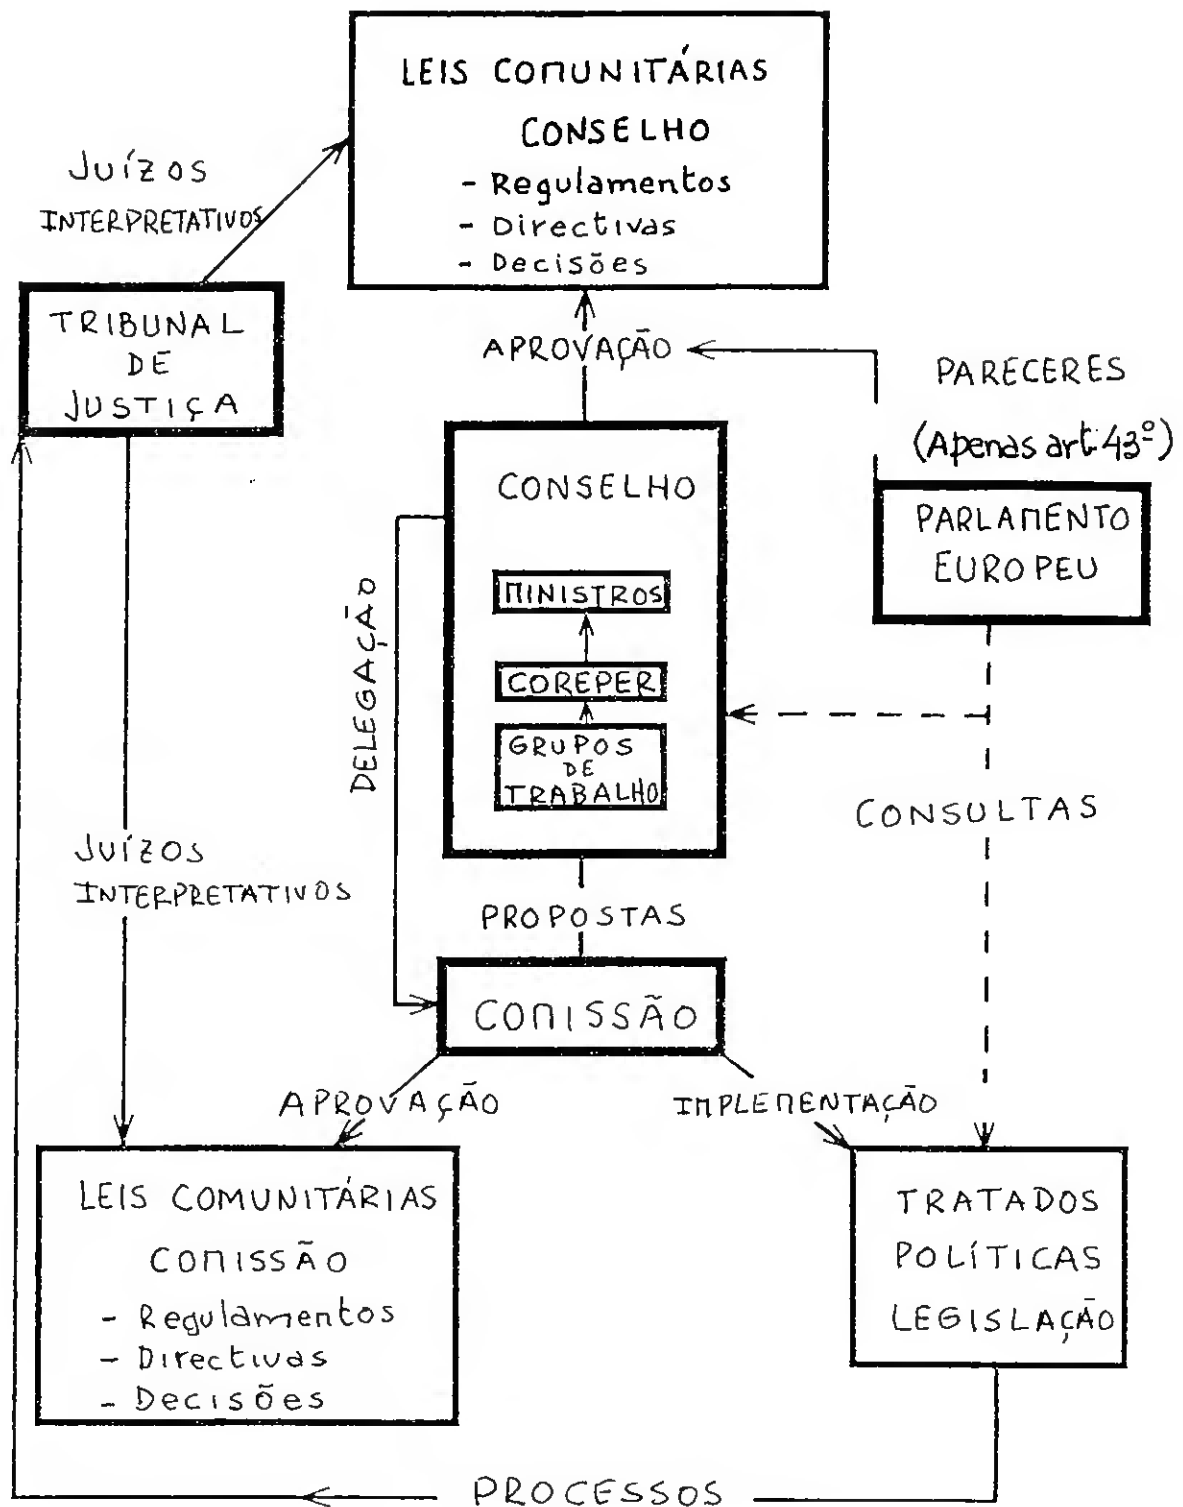 LEIS COMUNITÁRIAS
CONSELHO
- Regulamentos
- Directivas
- Decisões
JUÍZOS
INTERPRETATIVOS
TRIBUNAL
DE
JUSTIÇA
APROVAÇÃO
PARECERES
(Apenas art. 43º)
PARLAMENTO
EUROPEU
CONSELHO
MINISTROS
COREPER
GRUPOS
DE
TRABALHO
DELEGAÇÃO
CONSULTAS
JUÍZOS
INTERPRETATIVOS
PROPOSTAS
COMISSÃO
APROVAÇÃO
IMPLEMENTAÇÃO
LEIS COMUNITÁRIAS
COMISSÃO
- Regulamentos
- Directivas
- Decisões
TRATADOS
POLÍTICAS
LEGISLAÇÃO
PROCESSOS